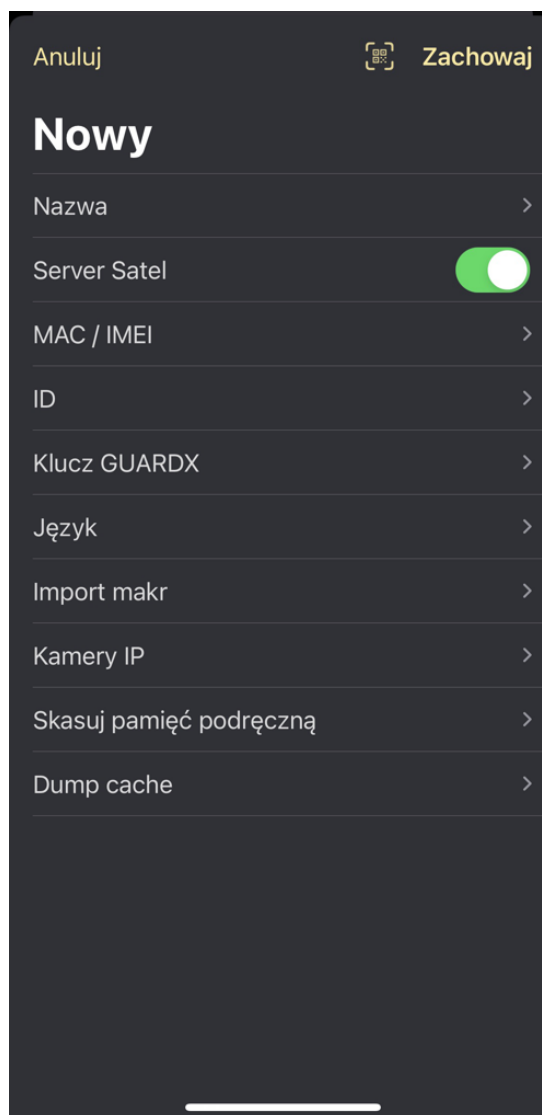 Anuluj Zachowaj
Nowy
Nazwa
Server Satel
MAC / IMEI
ID
Klucz GUARDX
Język
Import makr
Kamery IP
Skasuj pamięć podręczną
Dump cache